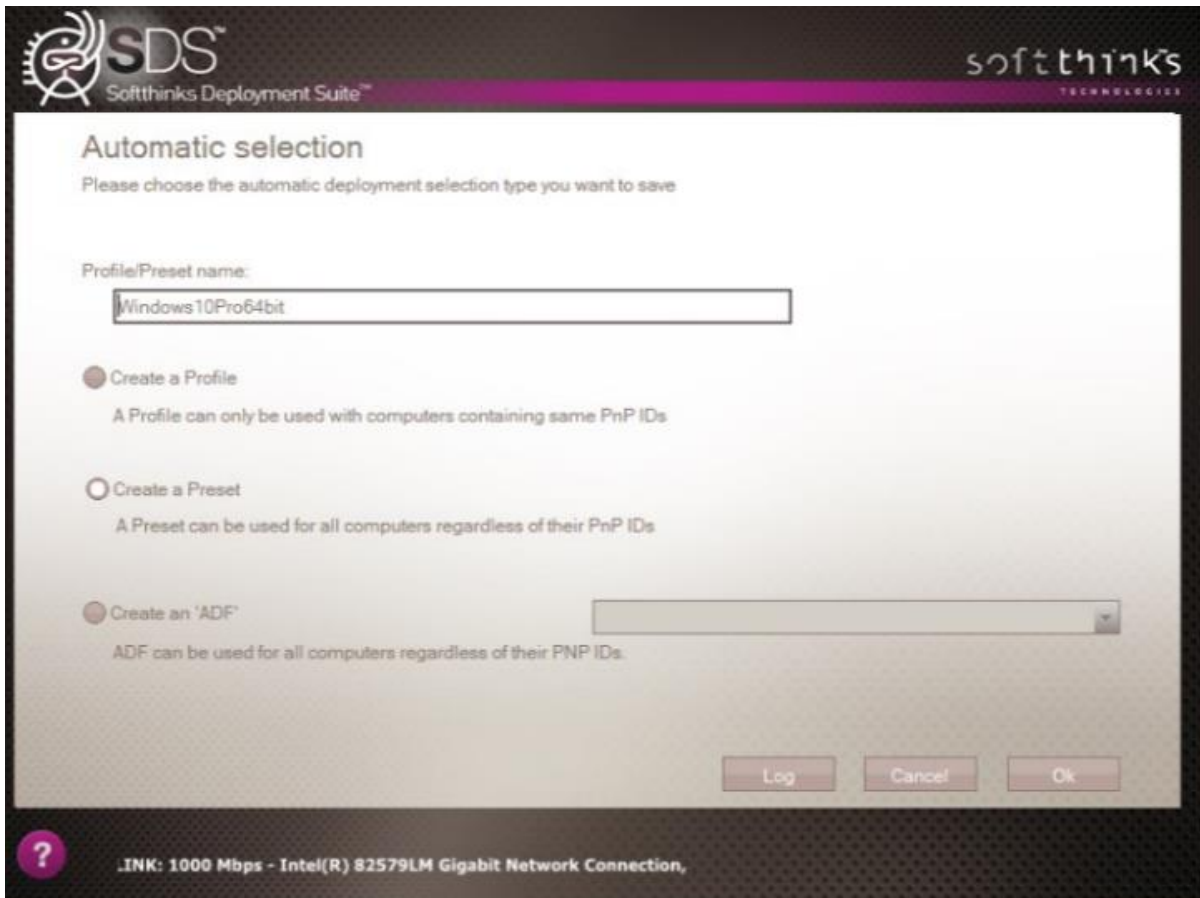 SDS™
Softthinks Deployment Suite™
softthinks
TECHNOLOGIES
Automatic selection
Please choose the automatic deployment selection type you want to save
Profile/Preset name:
Windows10Pro64bit
Create a Profile
A Profile can only be used with computers containing same PnP IDs
Create a Preset
A Preset can be used for all computers regardless of their PnP IDs
Create an 'ADF'
ADF can be used for all computers regardless of their PNP IDs.
Log Cancel Ok
?
.INK: 1000 Mbps - Intel(R) 82579LM Gigabit Network Connection,